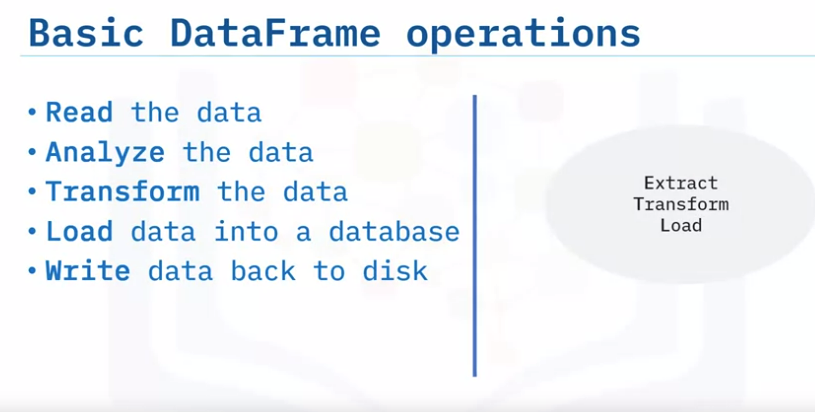 Basic DataFrame operations
• Read the data
• Analyze the data
• Transform the data
• Load data into a database
• Write data back to disk
Extract
Transform
Load